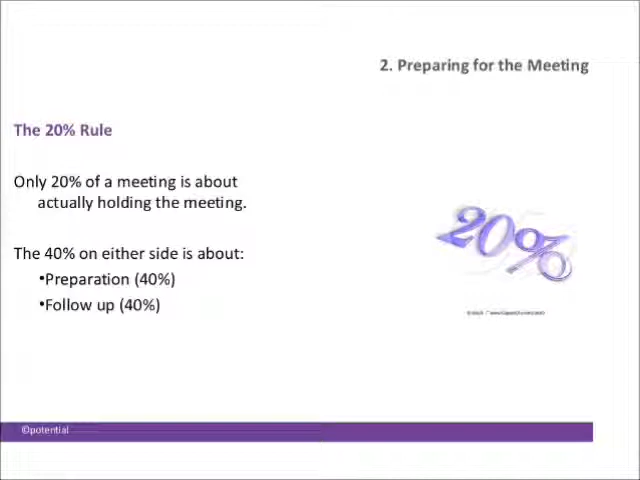 2. Preparing for the Meeting
The 20% Rule
Only 20% of a meeting is about
actually holding the meeting.
The 40% on either side is about:
•Preparation (40%)
•Follow up (40%)
20%
©potential